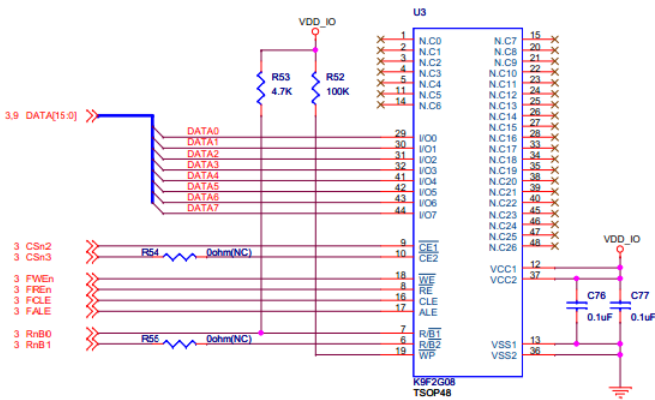 U3
VDD_IO
1 N.C0 N.C7 15
2 N.C1 N.C8 20
3 N.C2 N.C9 21
4 N.C3 N.C10 22
5 N.C4 N.C11 23
11 N.C5 N.C12 24
14 N.C6 N.C13 25
N.C14 26
N.C15 27
N.C16 28
N.C17 33
N.C18 34
N.C19 35
N.C20 38
N.C21 39
N.C22 40
N.C23 45
N.C24 46
N.C25 47
N.C26 48
R53 R52
4.7K 100K
3,9 DATA[15:0]
DATA0 29 I/O0
DATA1 30 I/O1
DATA2 31 I/O2
DATA3 32 I/O3
DATA4 41 I/O4
DATA5 42 I/O5
DATA6 43 I/O6
DATA7 44 I/O7
3 CSn2 9 CE1
3 CSn3 R54 0ohm(NC) 10 CE2
VDD_IO
VCC1 12
VCC2 37
3 FWEn 18 WE
3 FREn 8 RE
3 FCLE 16 CLE
3 FALE 17 ALE
C76 C77
0.1uF 0.1uF
3 RnB0 7 R/B1
3 RnB1 R55 0ohm(NC) 6 R/B2
19 WP
VSS1 13
VSS2 36
K9F2G08
TSOP48